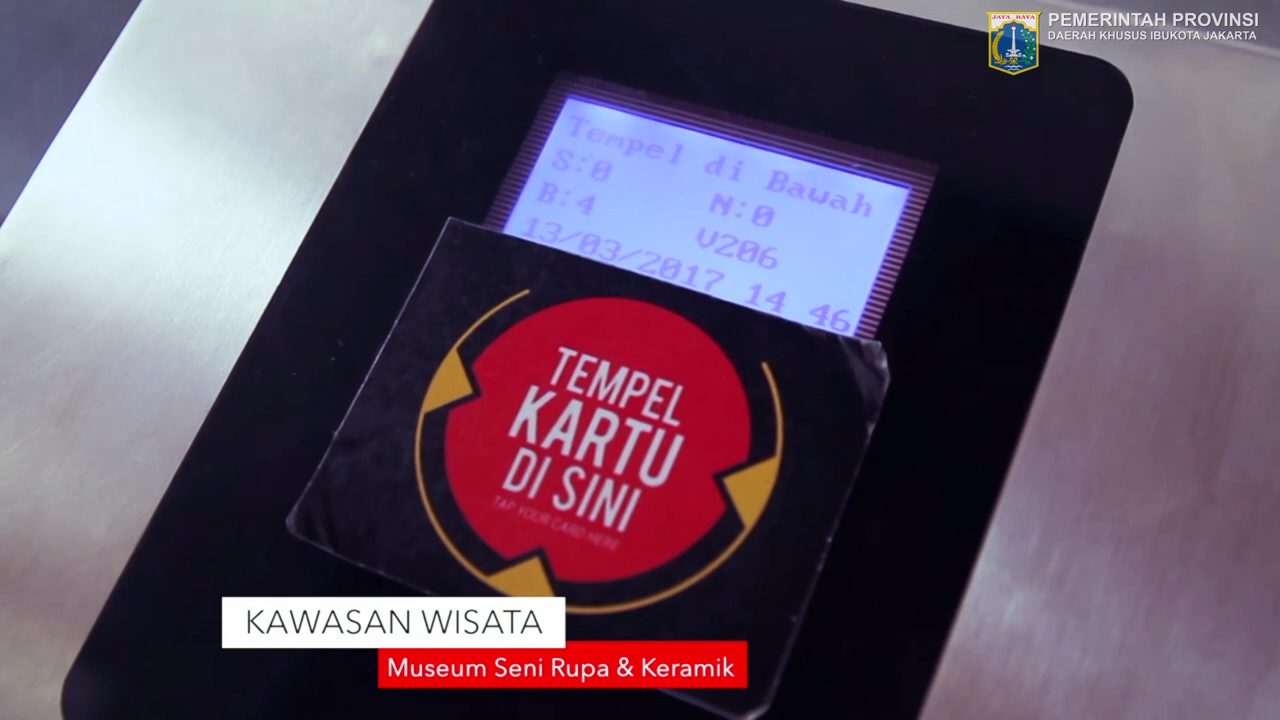 JAYA RAYA
PEMERINTAH PROVINSI
DAERAH KHUSUS IBUKOTA JAKARTA
Tempel di Bawah
S:0 N:0
B:4 V206
13/03/2017 14 46
TEMPEL
KARTU
DI SINI
TAP YOUR CARD HERE
KAWASAN WISATA
Museum Seni Rupa & Keramik